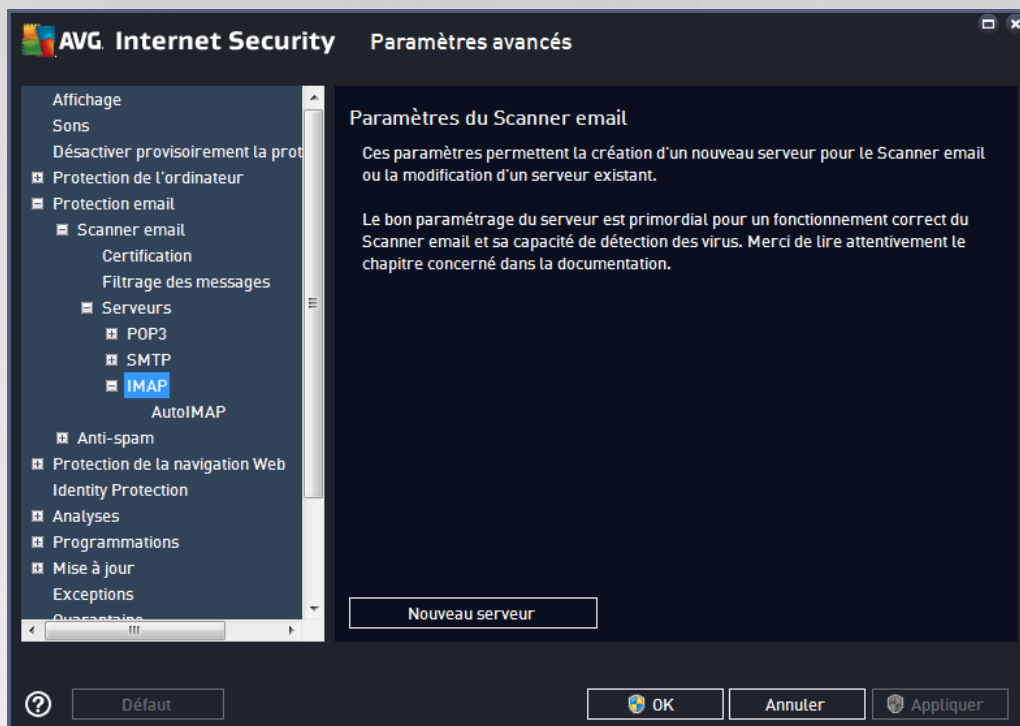 AVG Internet Security Paramètres avancés
Affichage
Sons
Désactiver provisoirement la prot
Protection de l'ordinateur
Protection email
Scanner email
Certification
Filtrage des messages
Serveurs
POP3
SMTP
IMAP
AutoIMAP
Anti-spam
Protection de la navigation Web
Identity Protection
Analyses
Programmations
Mise à jour
Exceptions
Quarantaine
Paramètres du Scanner email
Ces paramètres permettent la création d'un nouveau serveur pour le Scanner email
ou la modification d'un serveur existant.
Le bon paramétrage du serveur est primordial pour un fonctionnement correct du
Scanner email et sa capacité de détection des virus. Merci de lire attentivement le
chapitre concerné dans la documentation.
Nouveau serveur
Défaut
OK
Annuler
Appliquer